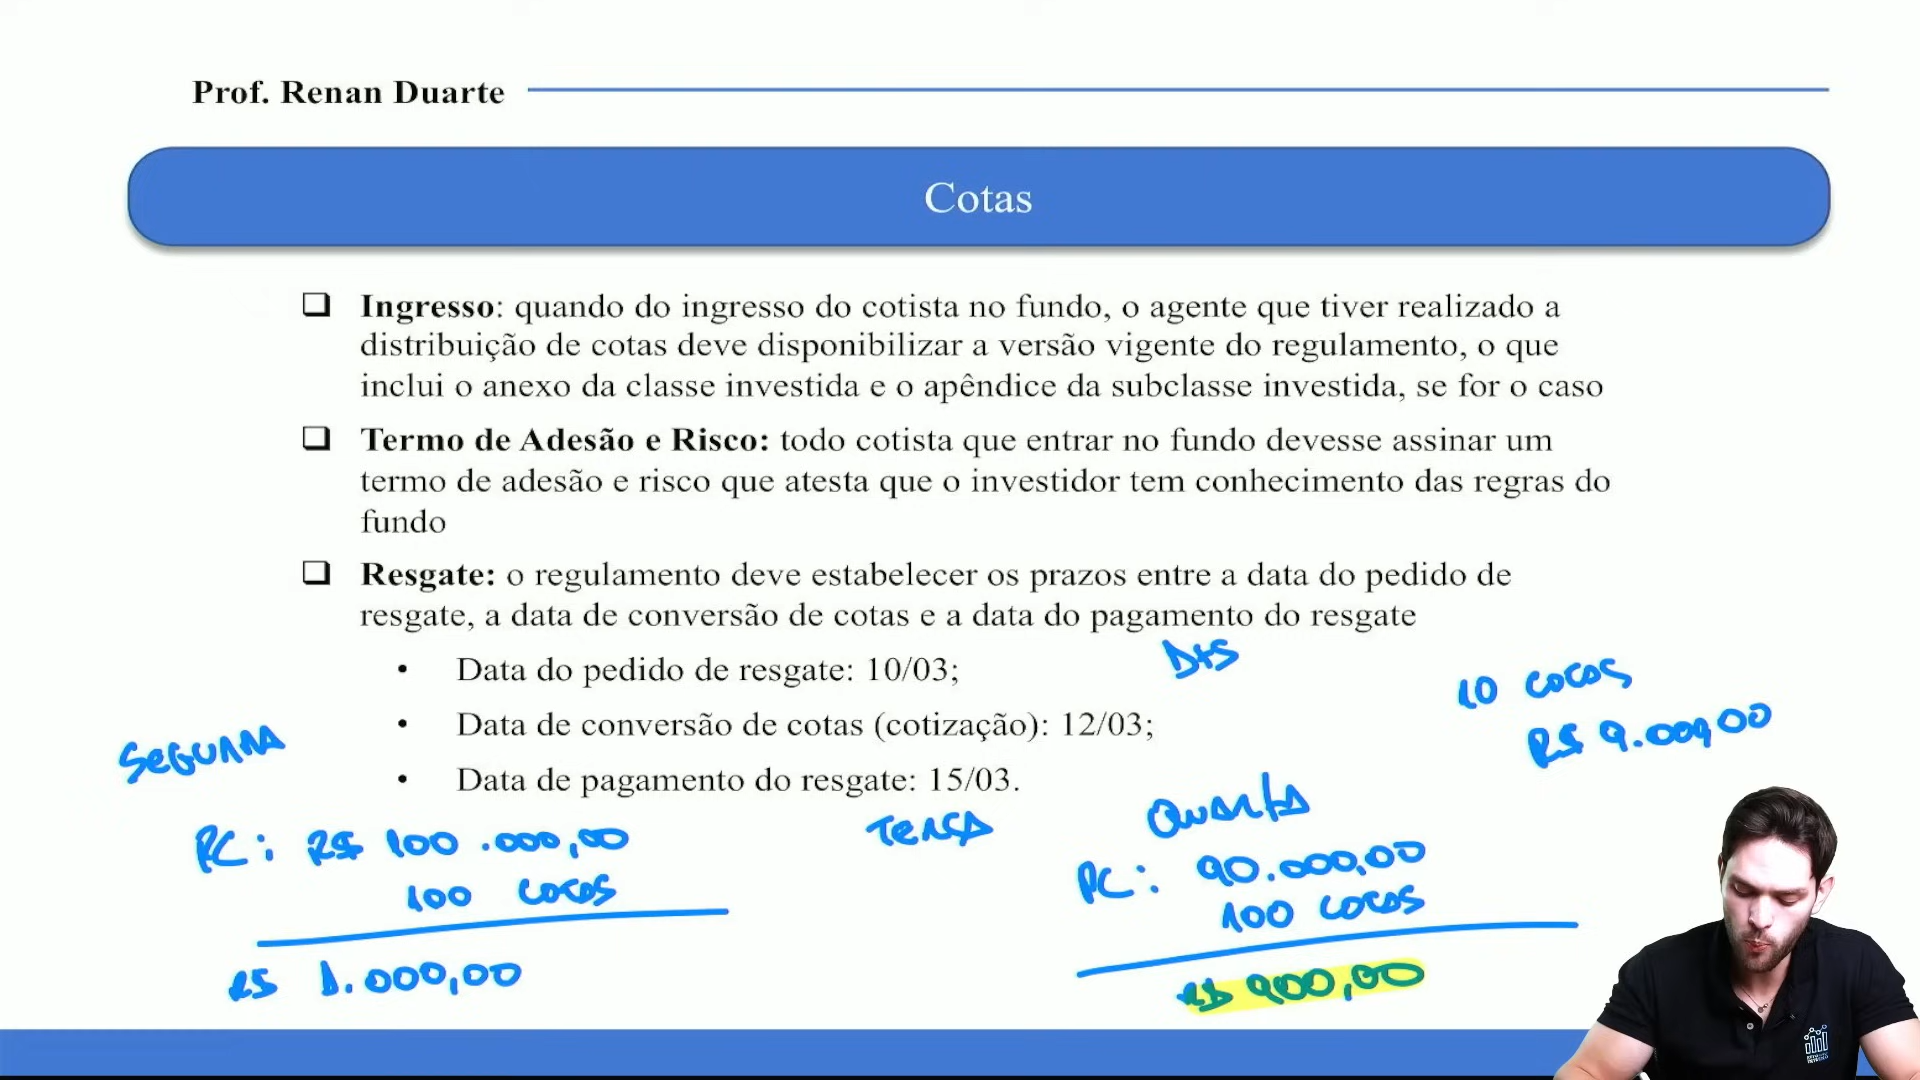 Prof. Renan Duarte
Cotas
❑ Ingresso: quando do ingresso do cotista no fundo, o agente que tiver realizado a
distribuição de cotas deve disponibilizar a versão vigente do regulamento, o que
inclui o anexo da classe investida e o apêndice da subclasse investida, se for o caso
❑ Termo de Adesão e Risco: todo cotista que entrar no fundo devesse assinar um
termo de adesão e risco que atesta que o investidor tem conhecimento das regras do
fundo
❑ Resgate: o regulamento deve estabelecer os prazos entre a data do pedido de
resgate, a data de conversão de cotas e a data do pagamento do resgate
• Data do pedido de resgate: 10/03;
D+5
10 COTAS
• Data de conversão de cotas (cotização): 12/03;
R$ 9.000,00
SEGUNDA
• Data de pagamento do resgate: 15/03.
TERÇA
QUARTA
PC: R$ 100.000,00
100 COTAS
R$ 1.000,00
PC: 90.000,00
100 COTAS
R$ 900,00